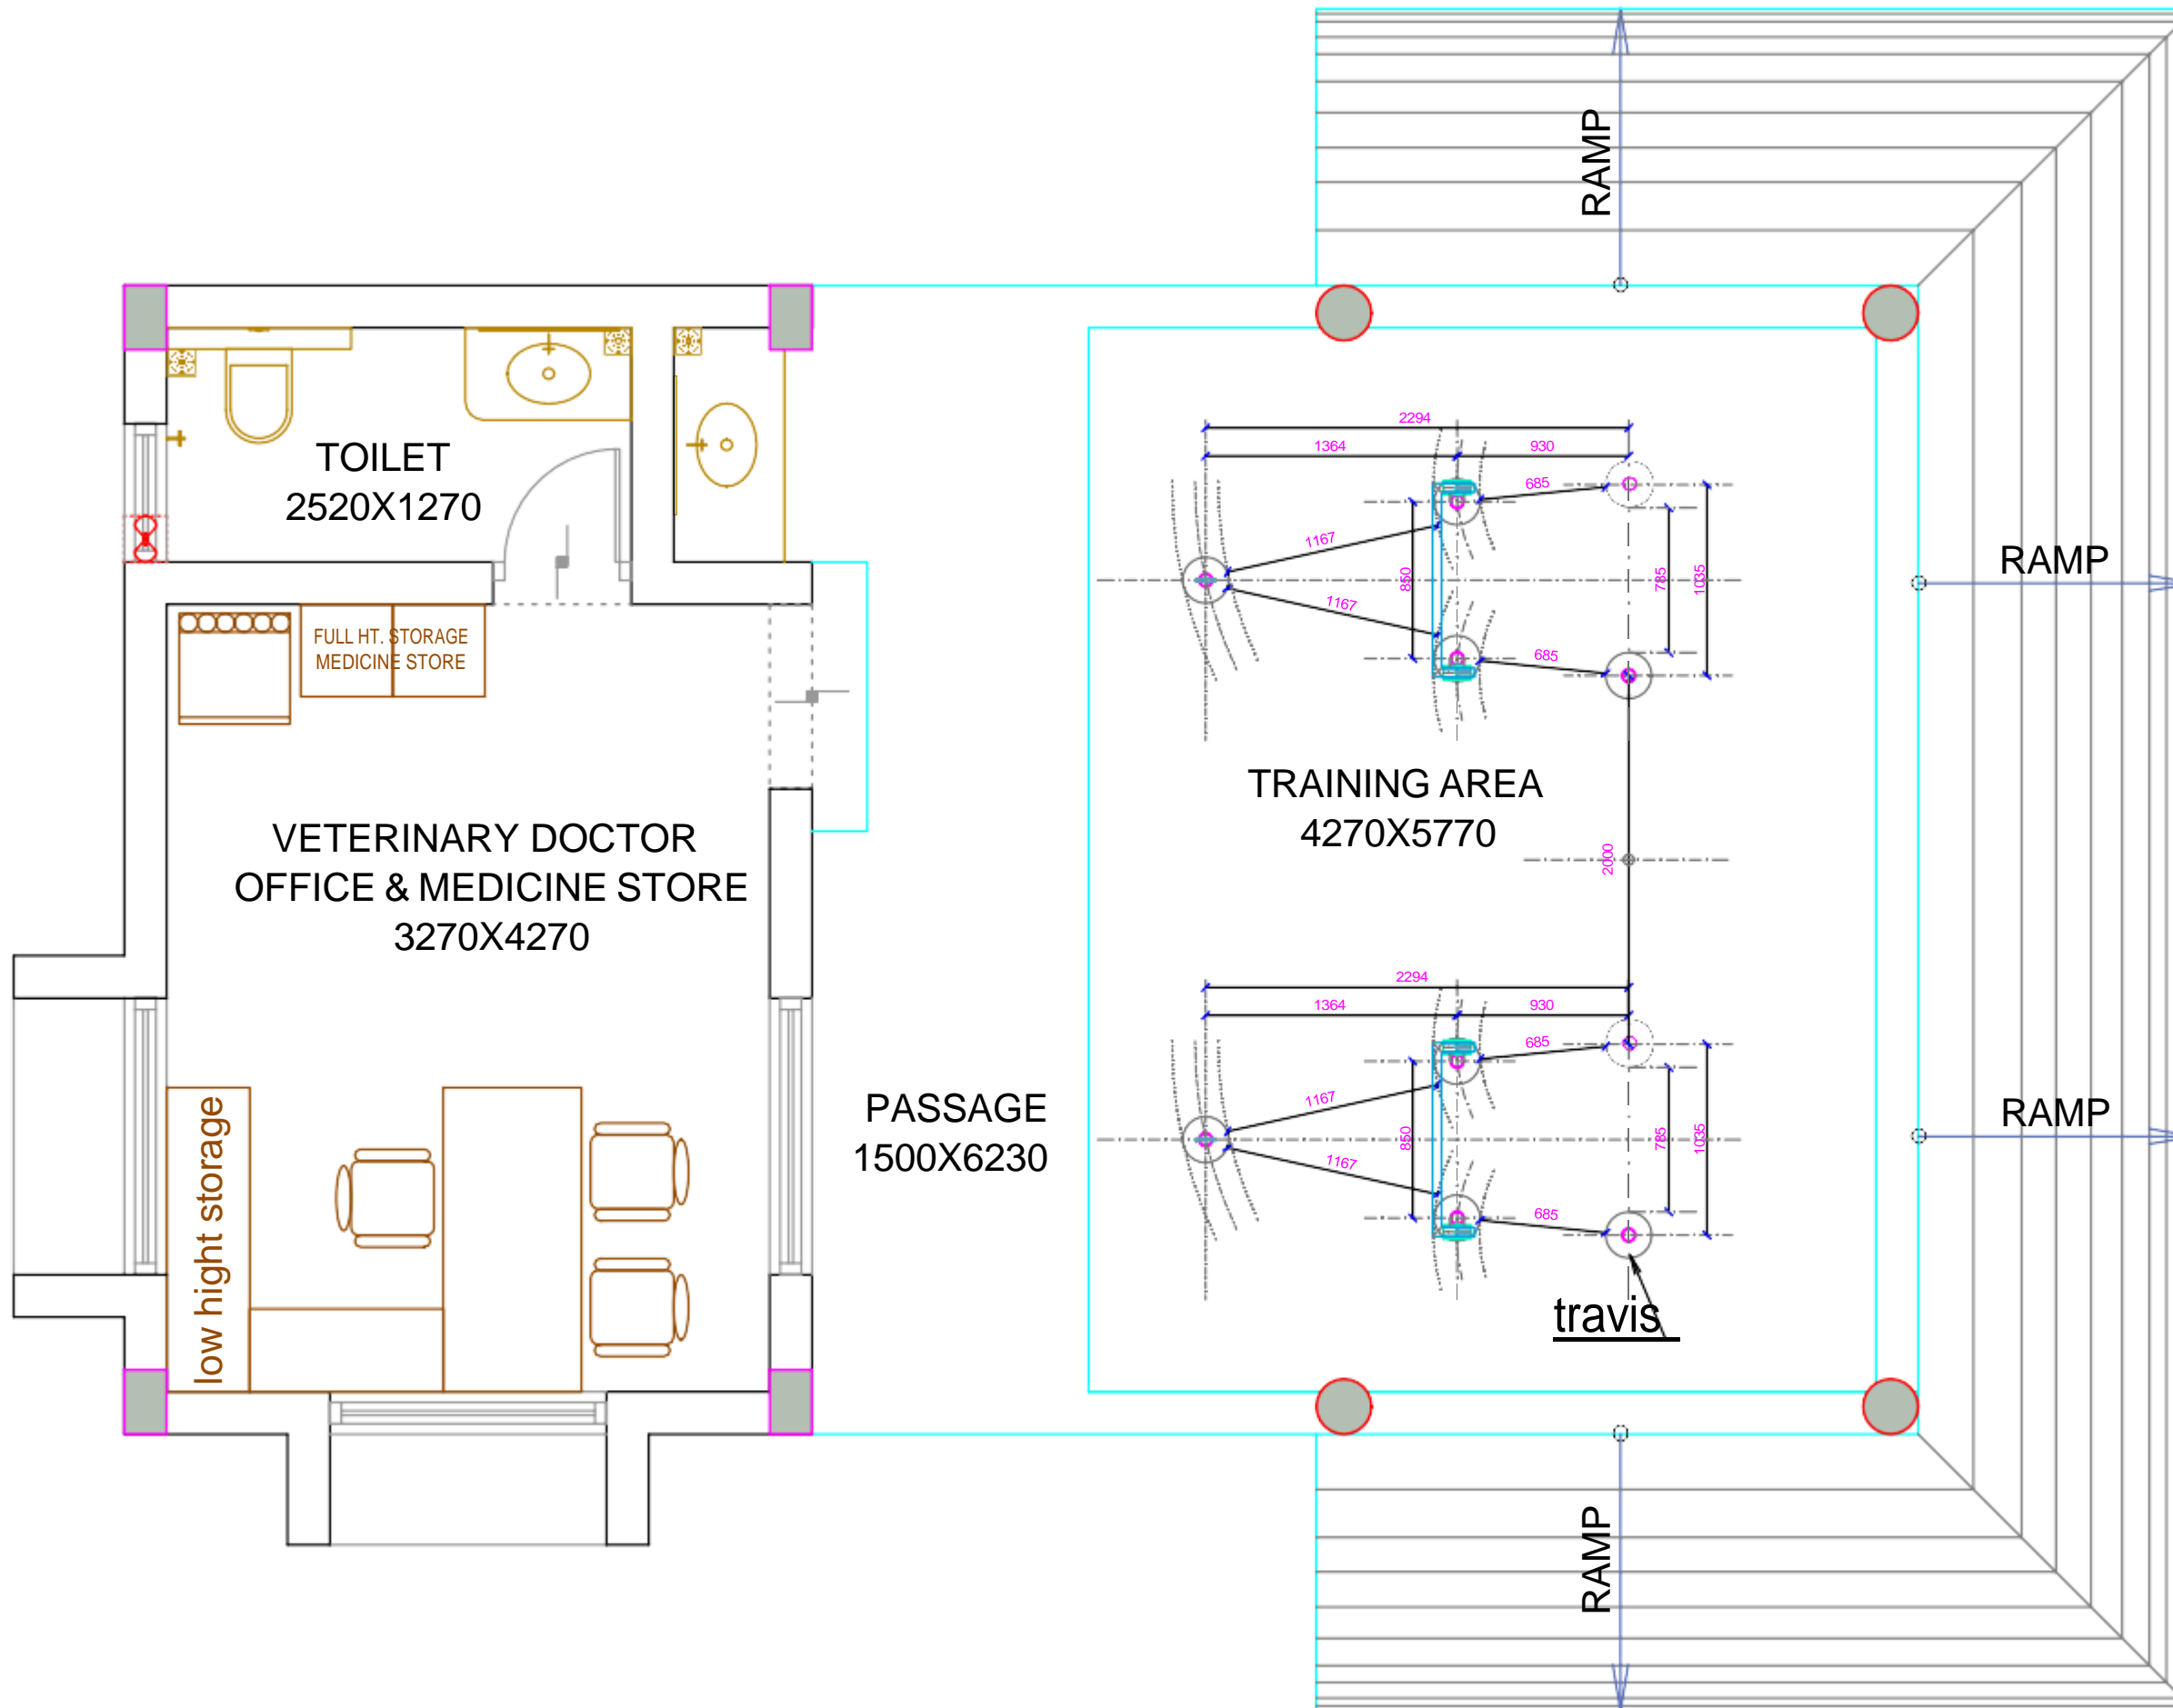 RAMP
TOILET
2520X1270
FULL HT. STORAGE
MEDICINE STORE
VETERINARY DOCTOR
OFFICE & MEDICINE STORE
3270X4270
low hight storage
PASSAGE
1500X6230
2294
1364
930
685
1167
850
785
1035
1167
685
TRAINING AREA
4270X5770
2000
2294
1364
930
685
1167
850
785
1035
1167
685
travis
RAMP
RAMP
RAMP